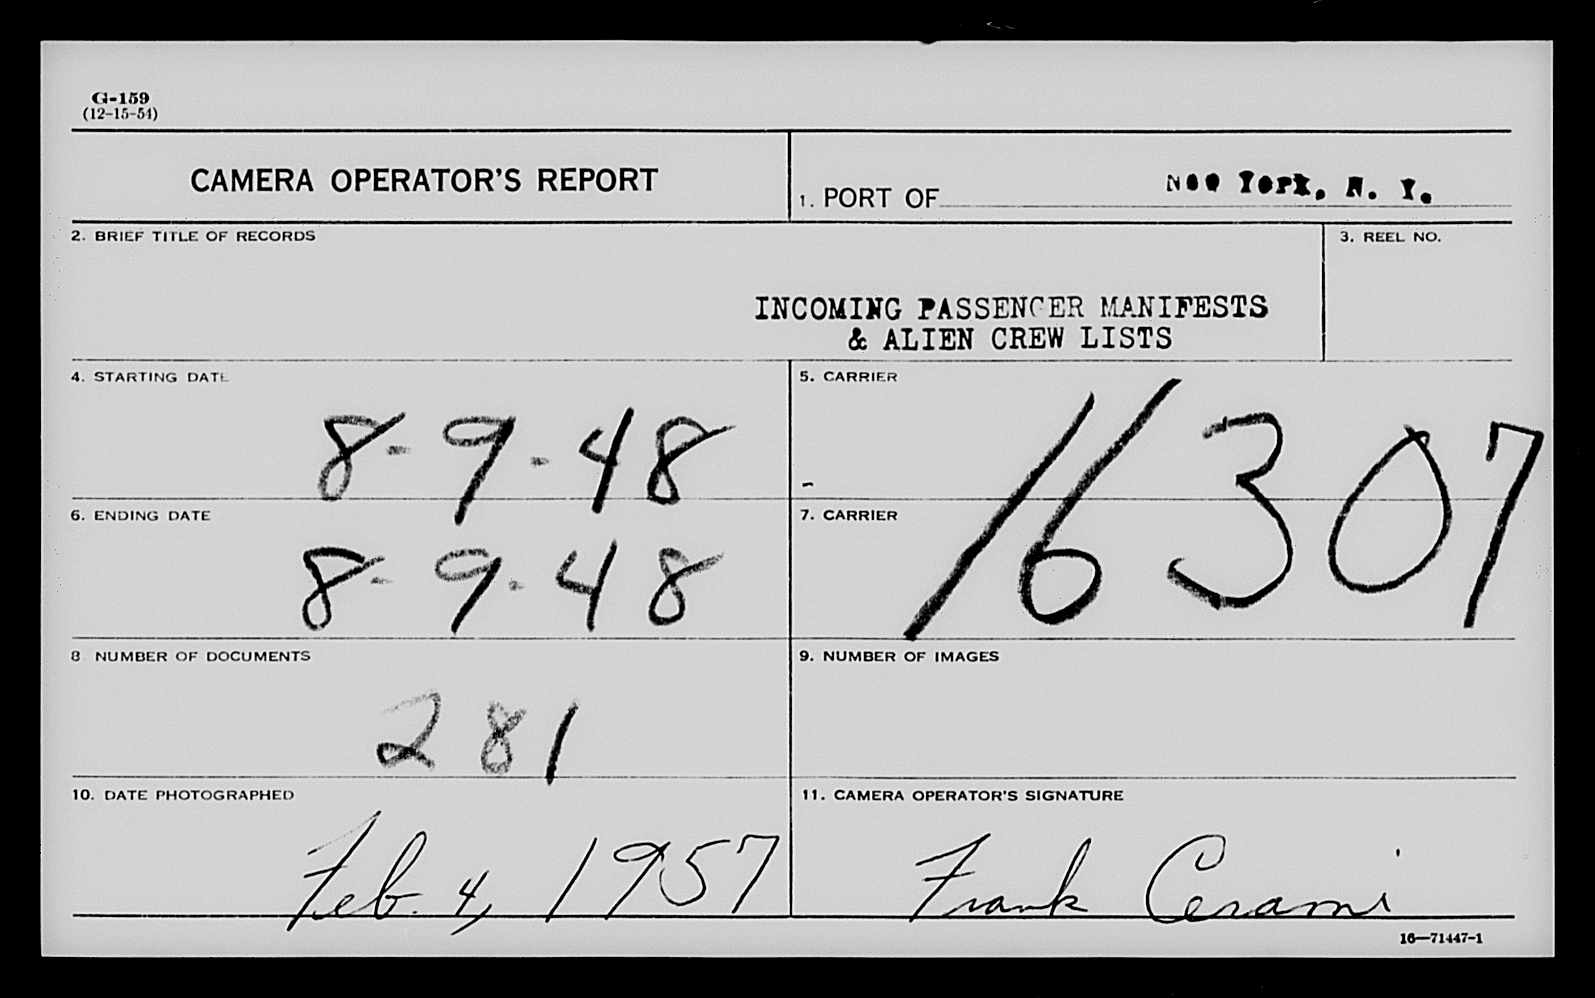 G-159
(12-15-54)
CAMERA OPERATOR'S REPORT
1. PORT OF New York, N. Y.
2. BRIEF TITLE OF RECORDS
3. REEL NO.
INCOMING PASSENGER MANIFESTS
& ALIEN CREW LISTS
4. STARTING DATE
8-9-48
5. CARRIER
16307
6. ENDING DATE
8-9-48
7. CARRIER
8 NUMBER OF DOCUMENTS
281
9. NUMBER OF IMAGES
10. DATE PHOTOGRAPHED
Feb. 4, 1957
11. CAMERA OPERATOR'S SIGNATURE
Frank Cerami
16—71447-1